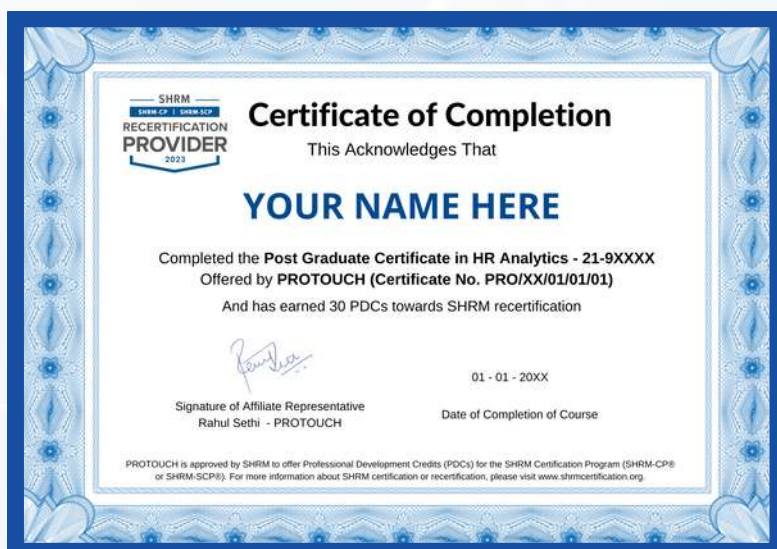 SHRM
SHRM-CP | SHRM-SCP
RECERTIFICATION
PROVIDER
2023
Certificate of Completion
This Acknowledges That
YOUR NAME HERE
Completed the Post Graduate Certificate in HR Analytics - 21-9XXXX
Offered by PROTOUCH (Certificate No. PRO/XX/01/01/01)
And has earned 30 PDCs towards SHRM recertification
01 - 01 - 20XX
Signature of Affiliate Representative
Rahul Sethi - PROTOUCH
Date of Completion of Course
PROTOUCH is approved by SHRM to offer Professional Development Credits (PDCs) for the SHRM Certification Program (SHRM-CP®
or SHRM-SCP®). For more information about SHRM certification or recertification, please visit www.shrmcertification.org.